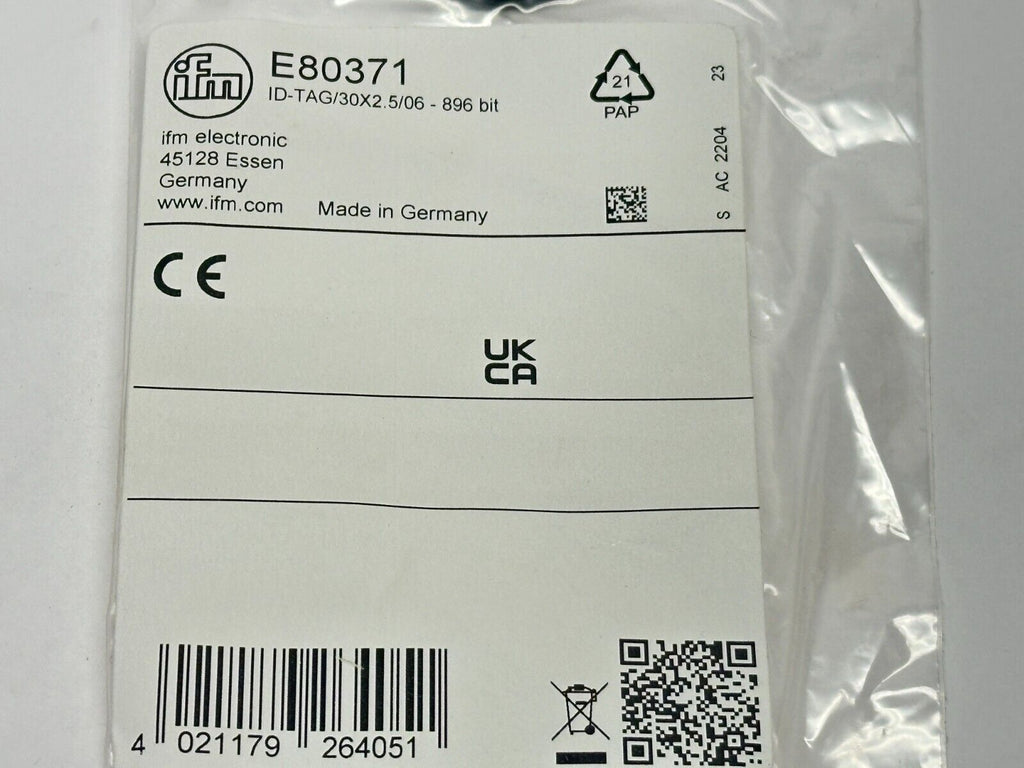 ifm
E80371
ID-TAG/30X2.5/06 - 896 bit
ifm electronic
45128 Essen
Germany
www.ifm.com
Made in Germany
21
PAP
S AC 2204 23
CE
UK
CA
4 021179 264051